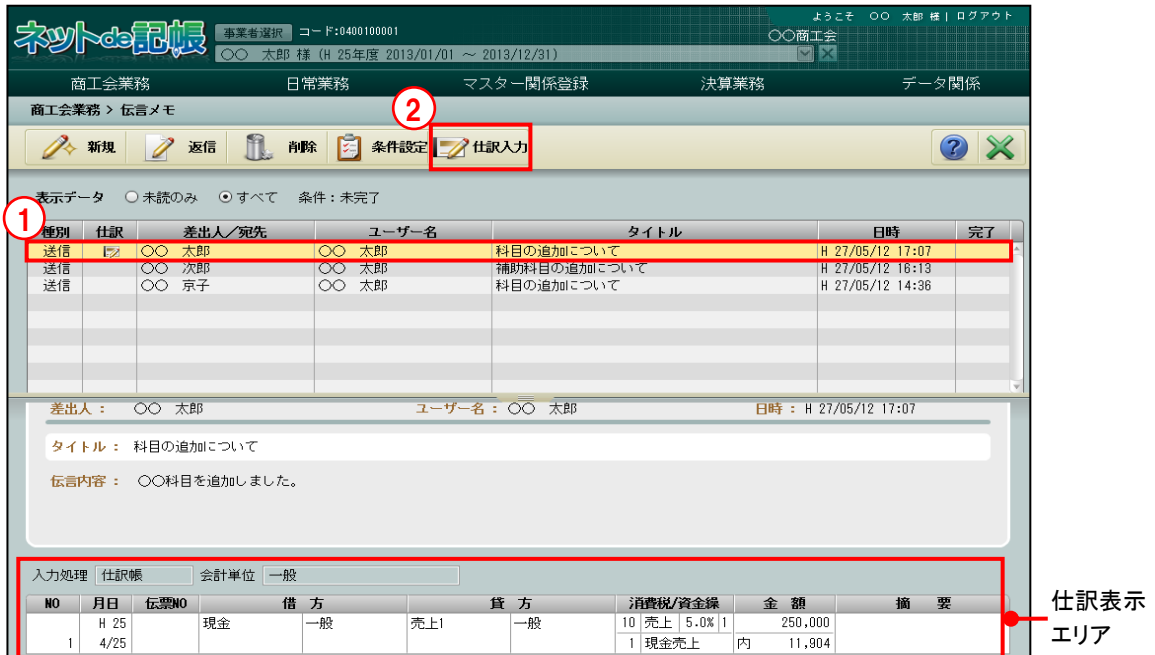 ようこそ ○○ 太郎 様 | ログアウト
ネットde記帳 事業者選択 コード:0400100001 ○○商工会
○○ 太郎 様 (H 25年度 2013/01/01 ～ 2013/12/31)
商工会業務 日常業務 マスター関係登録 決算業務 データ関係
商工会業務 > 伝言メモ
②
新規 返信 削除 条件設定 仕訳入力
表示データ 未読のみ すべて 条件：未完了
①
種別 仕訳 差出人／宛先 ユーザー名 タイトル 日時 完了
送信 ○○ 太郎 ○○ 太郎 科目の追加について H 27/05/12 17:07
送信 ○○ 次郎 ○○ 太郎 補助科目の追加について H 27/05/12 16:13
送信 ○○ 京子 ○○ 太郎 科目の追加について H 27/05/12 14:36
差出人： ○○ 太郎 ユーザー名：○○ 太郎 日時：H 27/05/12 17:07
タイトル： 科目の追加について
伝言内容： ○○科目を追加しました。
入力処理 仕訳帳 会計単位 一般
NO 月日 伝票NO 借 方 貸 方 消費税/資金繰 金 額 摘 要
H 25 現金 一般 売上1 一般 10 売上 5.0% 1 250,000
1 4/25 1 現金売上 内 11,904
仕訳表示
エリア